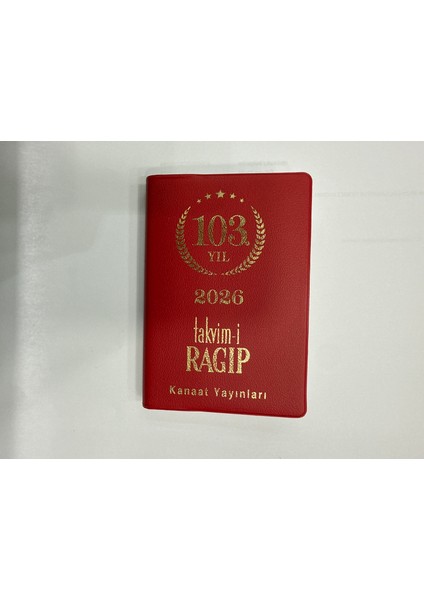 103.
YIL
2026
takvim-i
RAGIP
Kanaat Yayınları